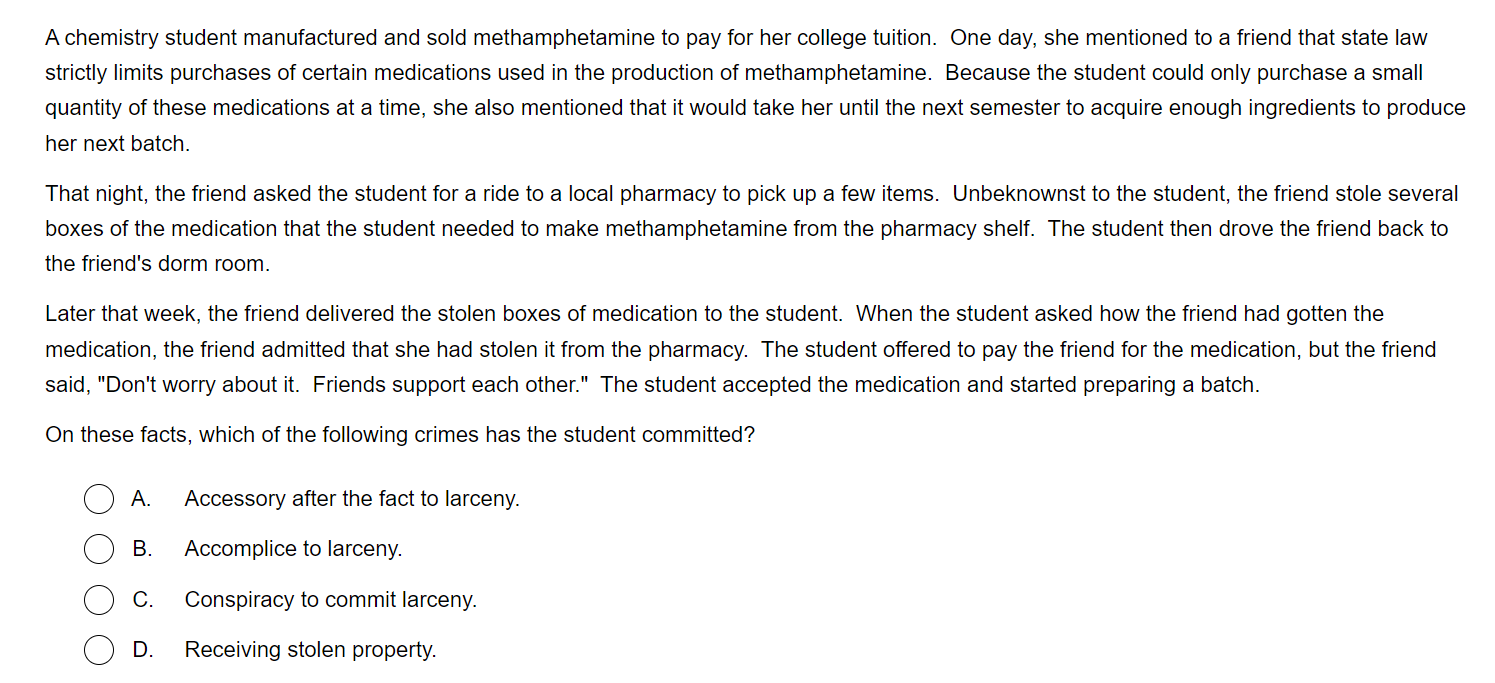 A chemistry student manufactured and sold methamphetamine to pay for her college tuition.  One day, she mentioned to a friend that state law
strictly limits purchases of certain medications used in the production of methamphetamine.  Because the student could only purchase a small
quantity of these medications at a time, she also mentioned that it would take her until the next semester to acquire enough ingredients to produce
her next batch.
That night, the friend asked the student for a ride to a local pharmacy to pick up a few items.  Unbeknownst to the student, the friend stole several
boxes of the medication that the student needed to make methamphetamine from the pharmacy shelf.  The student then drove the friend back to
the friend's dorm room.
Later that week, the friend delivered the stolen boxes of medication to the student.  When the student asked how the friend had gotten the
medication, the friend admitted that she had stolen it from the pharmacy.  The student offered to pay the friend for the medication, but the friend
said, "Don't worry about it.  Friends support each other."  The student accepted the medication and started preparing a batch.
On these facts, which of the following crimes has the student committed?
A. Accessory after the fact to larceny.
B. Accomplice to larceny.
C. Conspiracy to commit larceny.
D. Receiving stolen property.